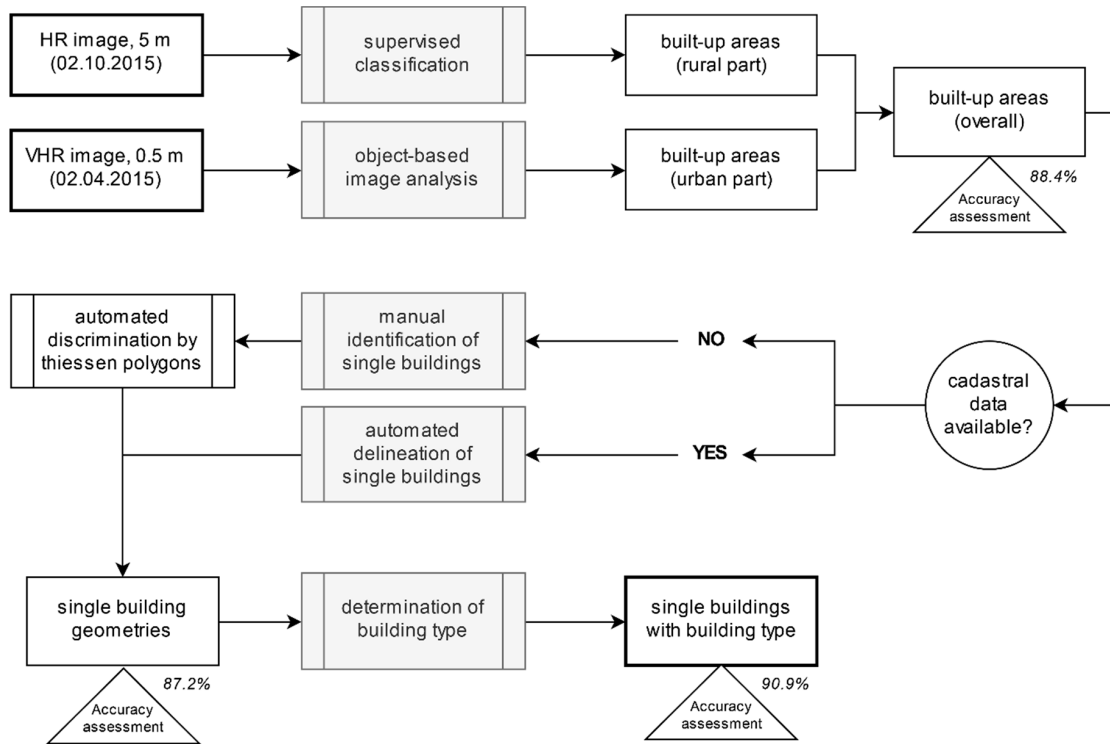 HR image, 5 m
(02.10.2015)
supervised
classification
built-up areas
(rural part)
built-up areas
(overall)
VHR image, 0.5 m
(02.04.2015)
object-based
image analysis
built-up areas
(urban part)
88.4%
Accuracy
assessment
automated
discrimination by
thiessen polygons
manual
identification of
single buildings
NO
cadastral
data
available?
automated
delineation of
single buildings
YES
single building
geometries
determination of
building type
single buildings
with building type
87.2%
Accuracy
assessment
90.9%
Accuracy
assessment